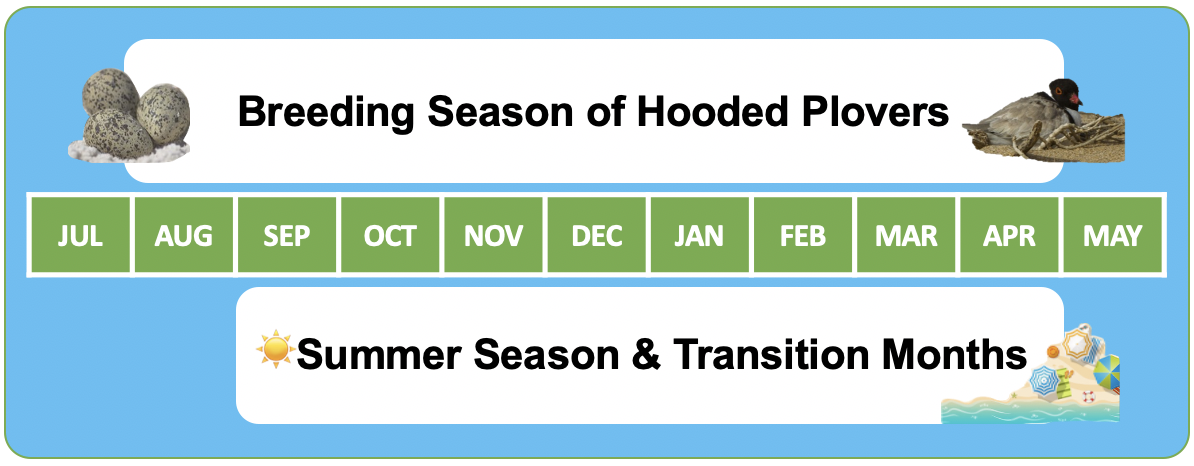 Breeding Season of Hooded Plovers
JUL AUG SEP OCT NOV DEC JAN FEB MAR APR MAY
Summer Season & Transition Months